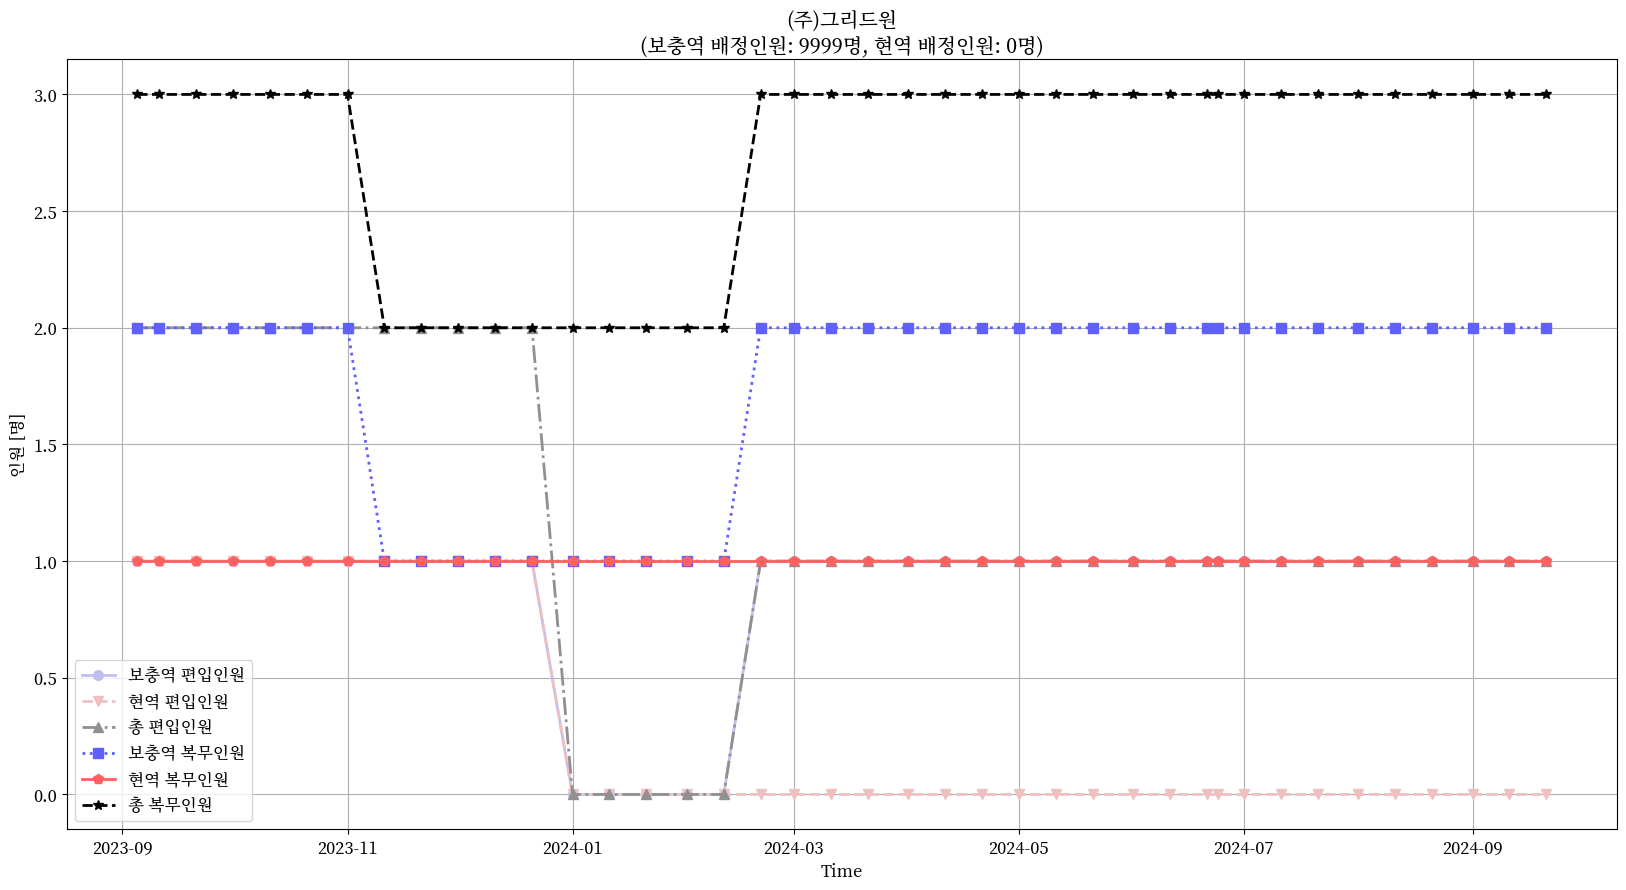 (주)그리드원
(보충역 배정인원: 9999명, 현역 배정인원: 0명)
3.0
2.5
2.0
1.5
1.0
0.5
0.0
인원 [명]
보충역 편입인원
현역 편입인원
총 편입인원
보충역 복무인원
현역 복무인원
총 복무인원
2023-09 2023-11 2024-01 2024-03 2024-05 2024-07 2024-09
Time